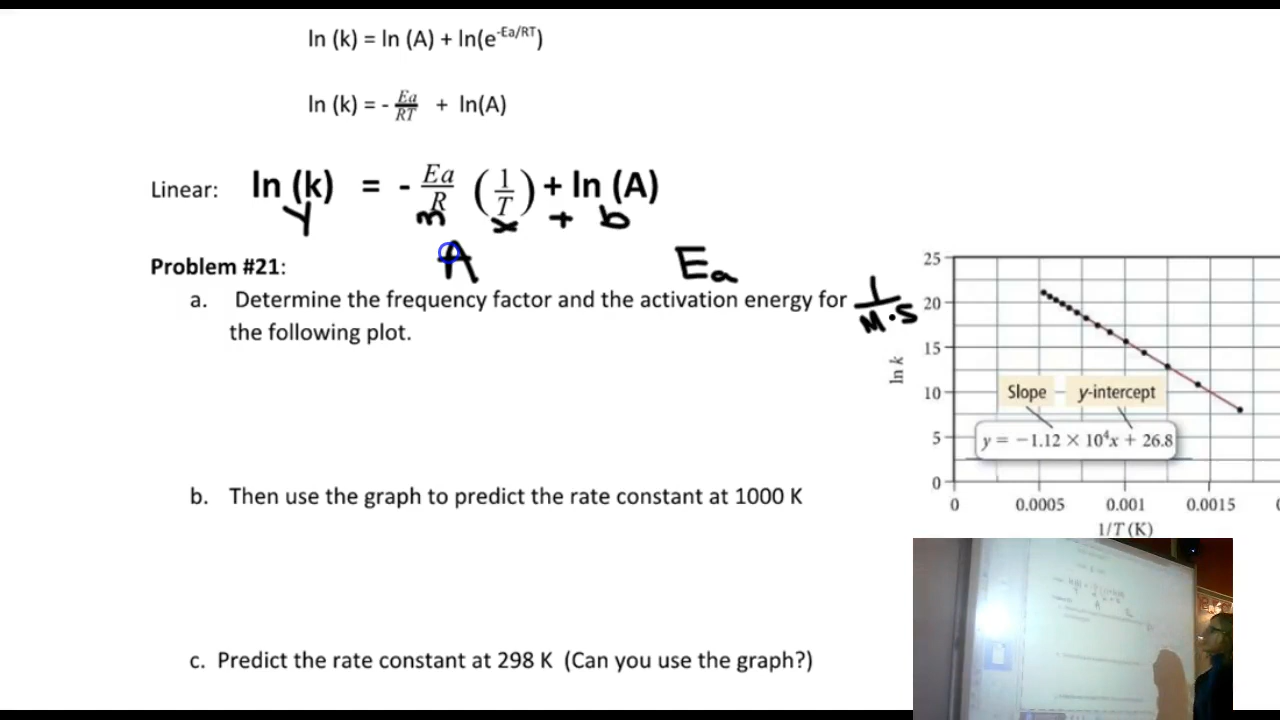 ln (k) = ln (A) + ln(e^-Ea/RT)
ln (k) = - Ea/RT + ln(A)
Linear: ln (k) = - Ea/R (1/T) + ln (A)
y m x + b
A Ea
Problem #21:
a. Determine the frequency factor and the activation energy for 1/M·S
the following plot.
b. Then use the graph to predict the rate constant at 1000 K
c. Predict the rate constant at 298 K (Can you use the graph?)
25
20
15
10
5
0
ln k
Slope y-intercept
y = −1.12 × 10⁴x + 26.8
0 0.0005 0.001 0.0015
1/T (K)